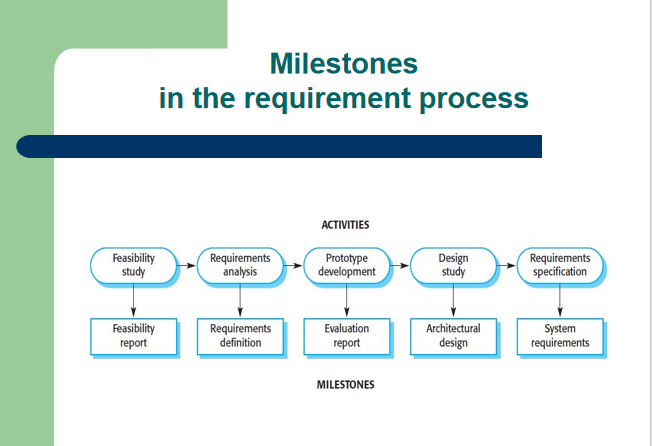 Milestones
in the requirement process
ACTIVITIES
Feasibility
study
Requirements
analysis
Prototype
development
Design
study
Requirements
specification
Feasibility
report
Requirements
definition
Evaluation
report
Architectural
design
System
requirements
MILESTONES